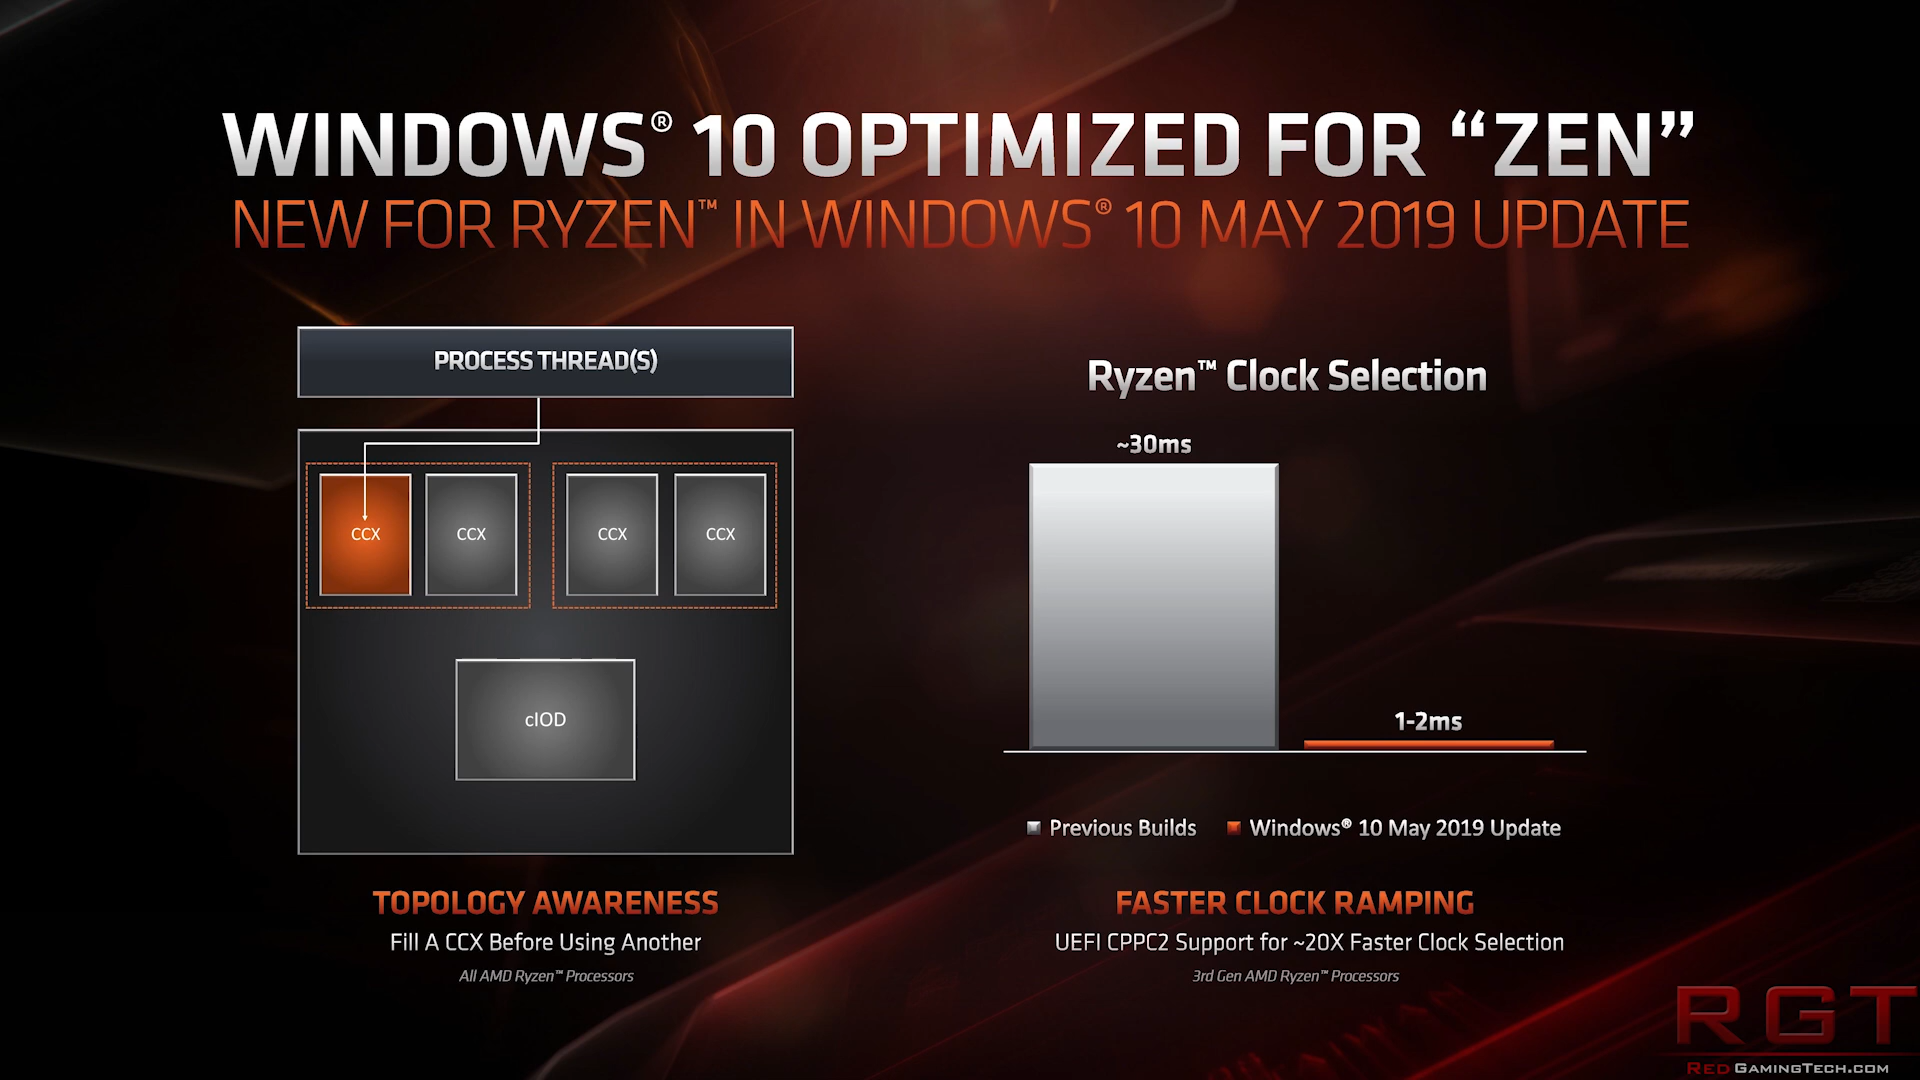 WINDOWS® 10 OPTIMIZED FOR “ZEN”
NEW FOR RYZEN™ IN WINDOWS® 10 MAY 2019 UPDATE
PROCESS THREAD(S)
CCX
CCX
CCX
CCX
cIOD
TOPOLOGY AWARENESS
Fill A CCX Before Using Another
All AMD Ryzen™ Processors
Ryzen™ Clock Selection
~30ms
1-2ms
Previous Builds
Windows® 10 May 2019 Update
FASTER CLOCK RAMPING
UEFI CPPC2 Support for ~20X Faster Clock Selection
3rd Gen AMD Ryzen™ Processors
RGT
REDGAMINGTECH.COM